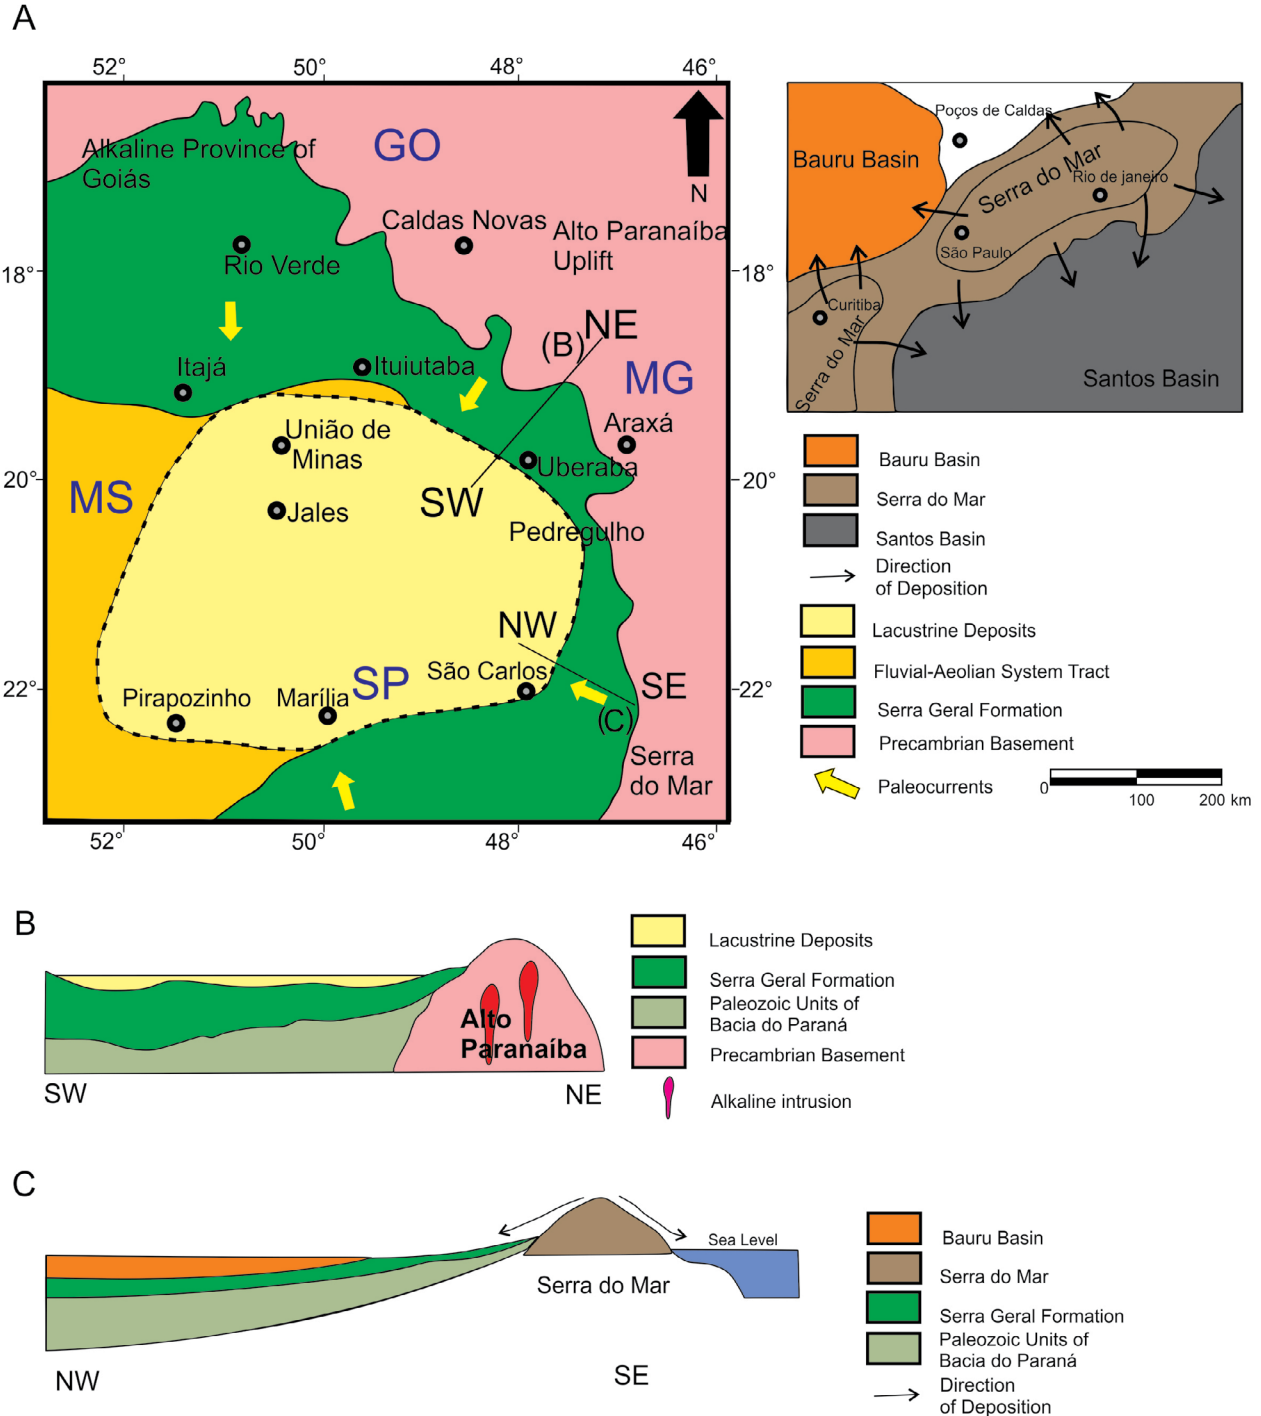 A
52°
50°
48°
46°
Alkaline Province of
Goiás
GO
N
Caldas Novas
Alto Paranaíba
Uplift
Rio Verde
18°
18°
NE
(B)
Itajá
Ituiutaba
MG
Araxá
União de
Minas
Uberaba
20°
20°
MS
SW
Jales
Pedregulho
NW
São Carlos
SE
SP
22°
22°
Pirapozinho
Marília
(C)
Serra
do Mar
52°
50°
48°
46°
Poços de Caldas
Bauru Basin
Serra do Mar
Rio de janeiro
São Paulo
Curitiba
Serra do Mar
Santos Basin
Bauru Basin
Serra do Mar
Santos Basin
Direction
of Deposition
Lacustrine Deposits
Fluvial-Aeolian System Tract
Serra Geral Formation
Precambrian Basement
Paleocurrents
0
100
200 km
B
Alto
Paranaíba
SW
NE
Lacustrine Deposits
Serra Geral Formation
Paleozoic Units of
Bacia do Paraná
Precambrian Basement
Alkaline intrusion
C
Sea Level
Serra do Mar
NW
SE
Bauru Basin
Serra do Mar
Serra Geral Formation
Paleozoic Units of
Bacia do Paraná
Direction
of Deposition